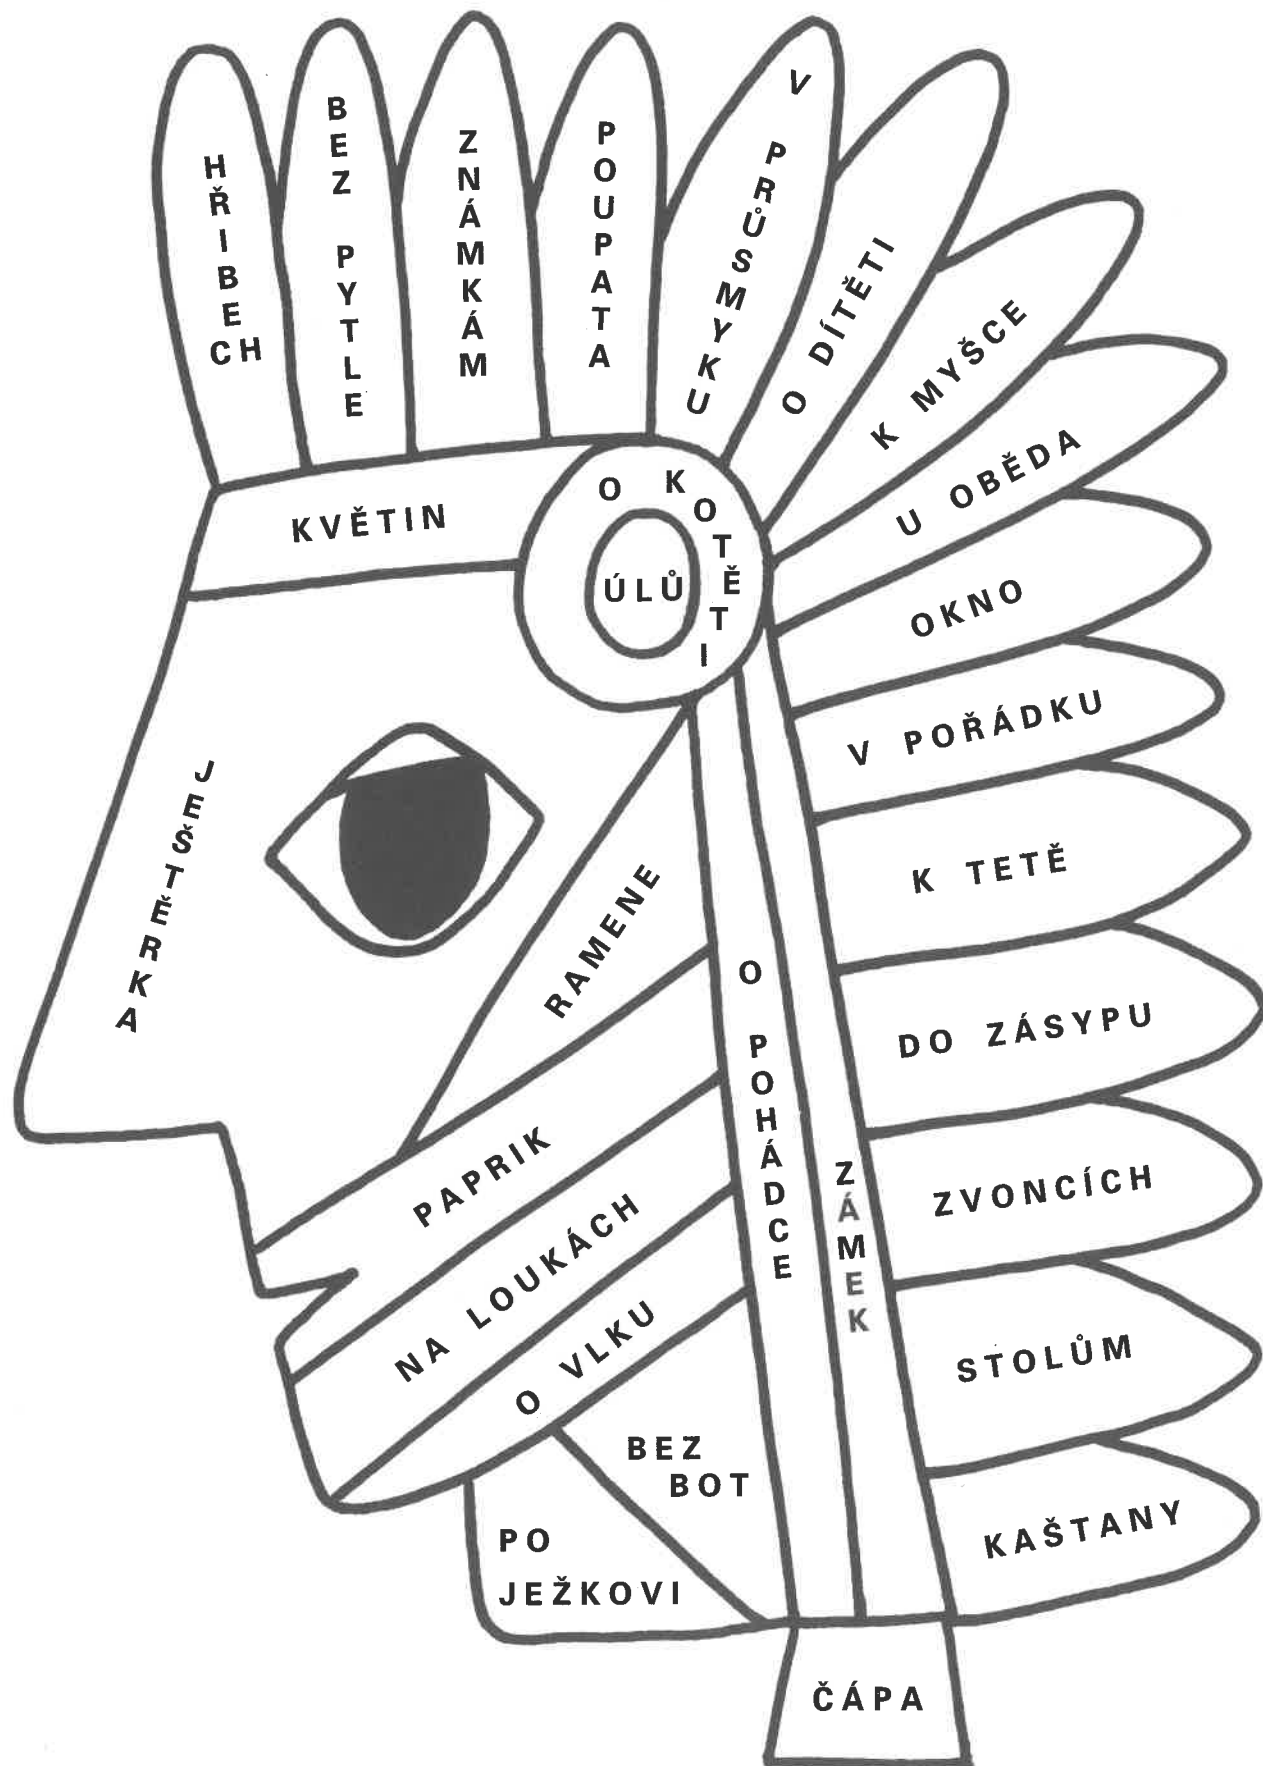 HŘIBECH
BEZ PYTLE
ZNÁMKÁM
POUPATA
V PRŮSMYKU
O DÍTĚTI
K MYŠCE
U OBĚDA
OKNO
V POŘÁDKU
K TETĚ
DO ZÁSYPU
ZVONCÍCH
STOLŮM
KAŠTANY
KVĚTIN
O KOTĚTI
ÚLŮ
JEŠTĚRKA
RAMENE
PAPRIK
NA LOUKÁCH
O VLKU
O POHÁDCE
ZÁMEK
BEZ
BOT
PO
JEŽKOVI
ČÁPA